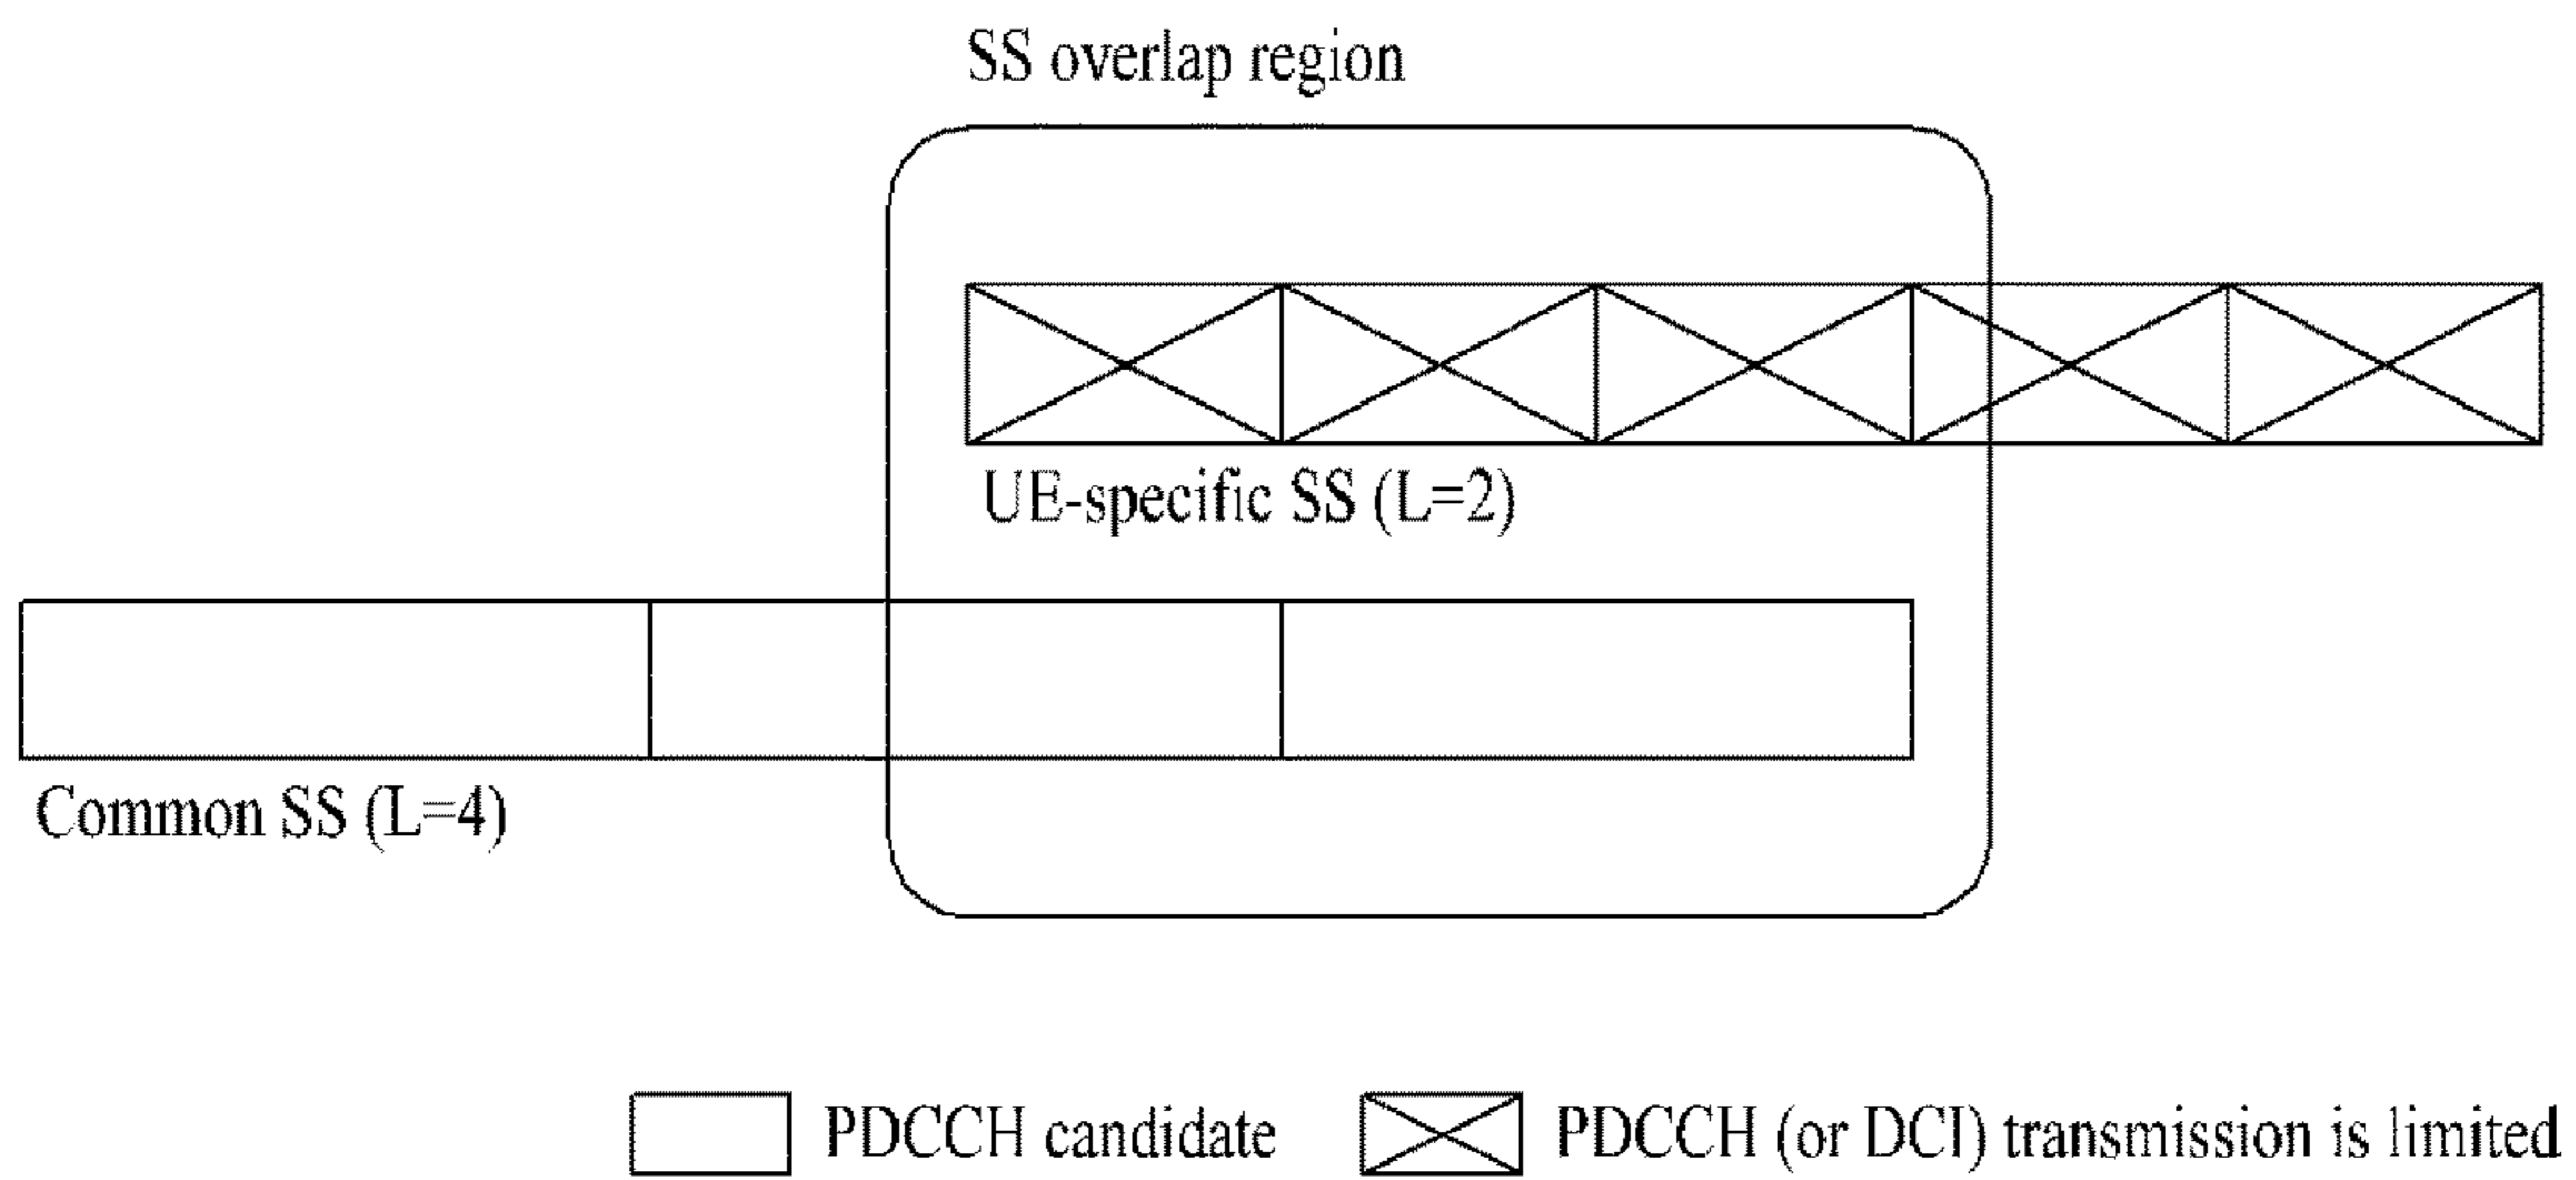 SS overlap region
UE-specific SS (L=2)
Common SS (L=4)
PDCCH candidate
PDCCH (or DCI) transmission is limited